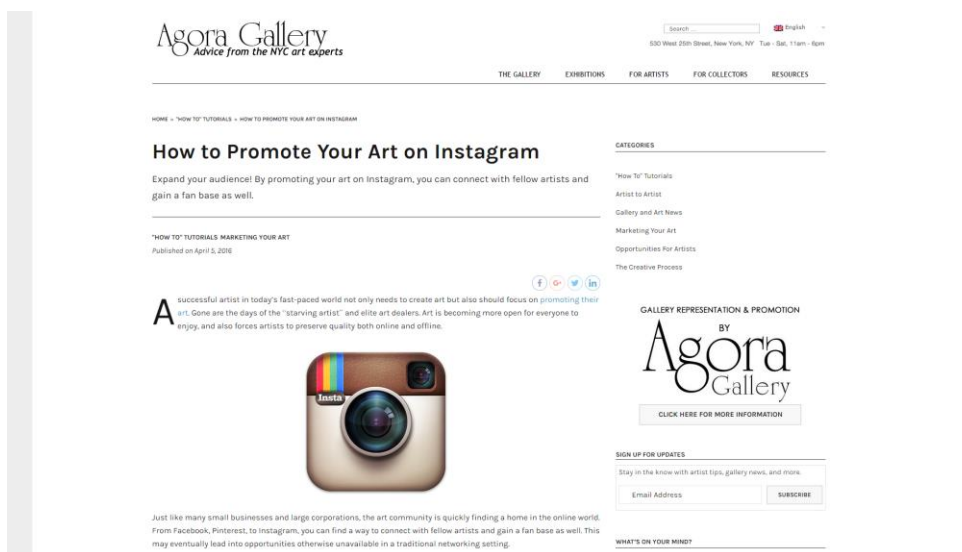 Agora Gallery
Advice from the NYC art experts
Search ...
English
530 West 25th Street, New York, NY Tue - Sat, 11am - 6pm
THE GALLERY EXHIBITIONS FOR ARTISTS FOR COLLECTORS RESOURCES
HOME » "HOW TO" TUTORIALS » HOW TO PROMOTE YOUR ART ON INSTAGRAM
How to Promote Your Art on Instagram
Expand your audience! By promoting your art on Instagram, you can connect with fellow artists and
gain a fan base as well.
"HOW TO" TUTORIALS MARKETING YOUR ART
Published on April 5, 2016
f G+ in
A successful artist in today's fast-paced world not only needs to create art but also should focus on promoting their
art. Gone are the days of the "starving artist" and elite art dealers. Art is becoming more open for everyone to
enjoy, and also forces artists to preserve quality both online and offline.
Insta
Just like many small businesses and large corporations, the art community is quickly finding a home in the online world.
From Facebook, Pinterest, to Instagram, you can find a way to connect with fellow artists and gain a fan base as well. This
may eventually lead into opportunities otherwise unavailable in a traditional networking setting.
CATEGORIES
"How To" Tutorials
Artist to Artist
Gallery and Art News
Marketing Your Art
Opportunities For Artists
The Creative Process
GALLERY REPRESENTATION & PROMOTION
BY
Agora
Gallery
CLICK HERE FOR MORE INFORMATION
SIGN UP FOR UPDATES
Stay in the know with artist tips, gallery news, and more.
Email Address SUBSCRIBE
WHAT'S ON YOUR MIND?